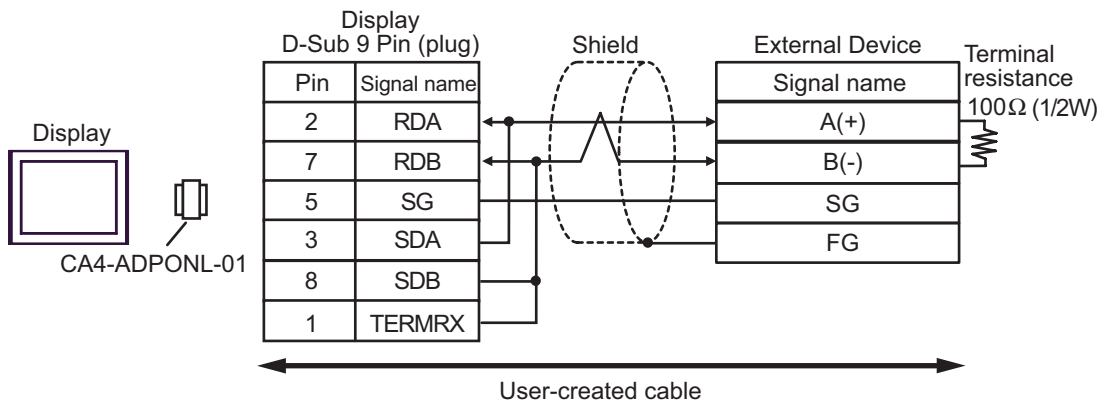 Display
D-Sub 9 Pin (plug)
Shield
External Device
Terminal
resistance
100Ω (1/2W)
Pin Signal name
Signal name
2 RDA
A(+)
7 RDB
B(-)
5 SG
SG
3 SDA
FG
8 SDB
1 TERMRX
Display
CA4-ADPONL-01
User-created cable